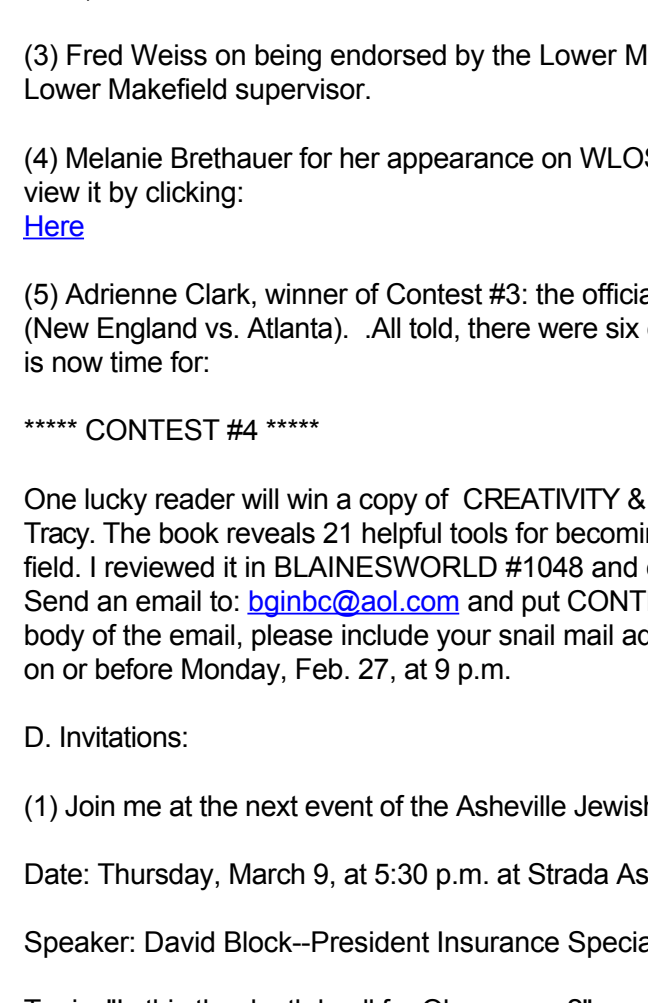 (3) Fred Weiss on being endorsed by the Lower M
Lower Makefield supervisor.
(4) Melanie Brethauer for her appearance on WLOS
view it by clicking:
Here
(5) Adrienne Clark, winner of Contest #3: the officia
(New England vs. Atlanta).  .All told, there were six
is now time for:
***** CONTEST #4 *****
One lucky reader will win a copy of  CREATIVITY &
Tracy. The book reveals 21 helpful tools for becomin
field. I reviewed it in BLAINESWORLD #1048 and
Send an email to: bginbc@aol.com and put CONTE
body of the email, please include your snail mail ad
on or before Monday, Feb. 27, at 9 p.m.
D. Invitations:
(1) Join me at the next event of the Asheville Jewish
Date: Thursday, March 9, at 5:30 p.m. at Strada As
Speaker: David Block--President Insurance Specia